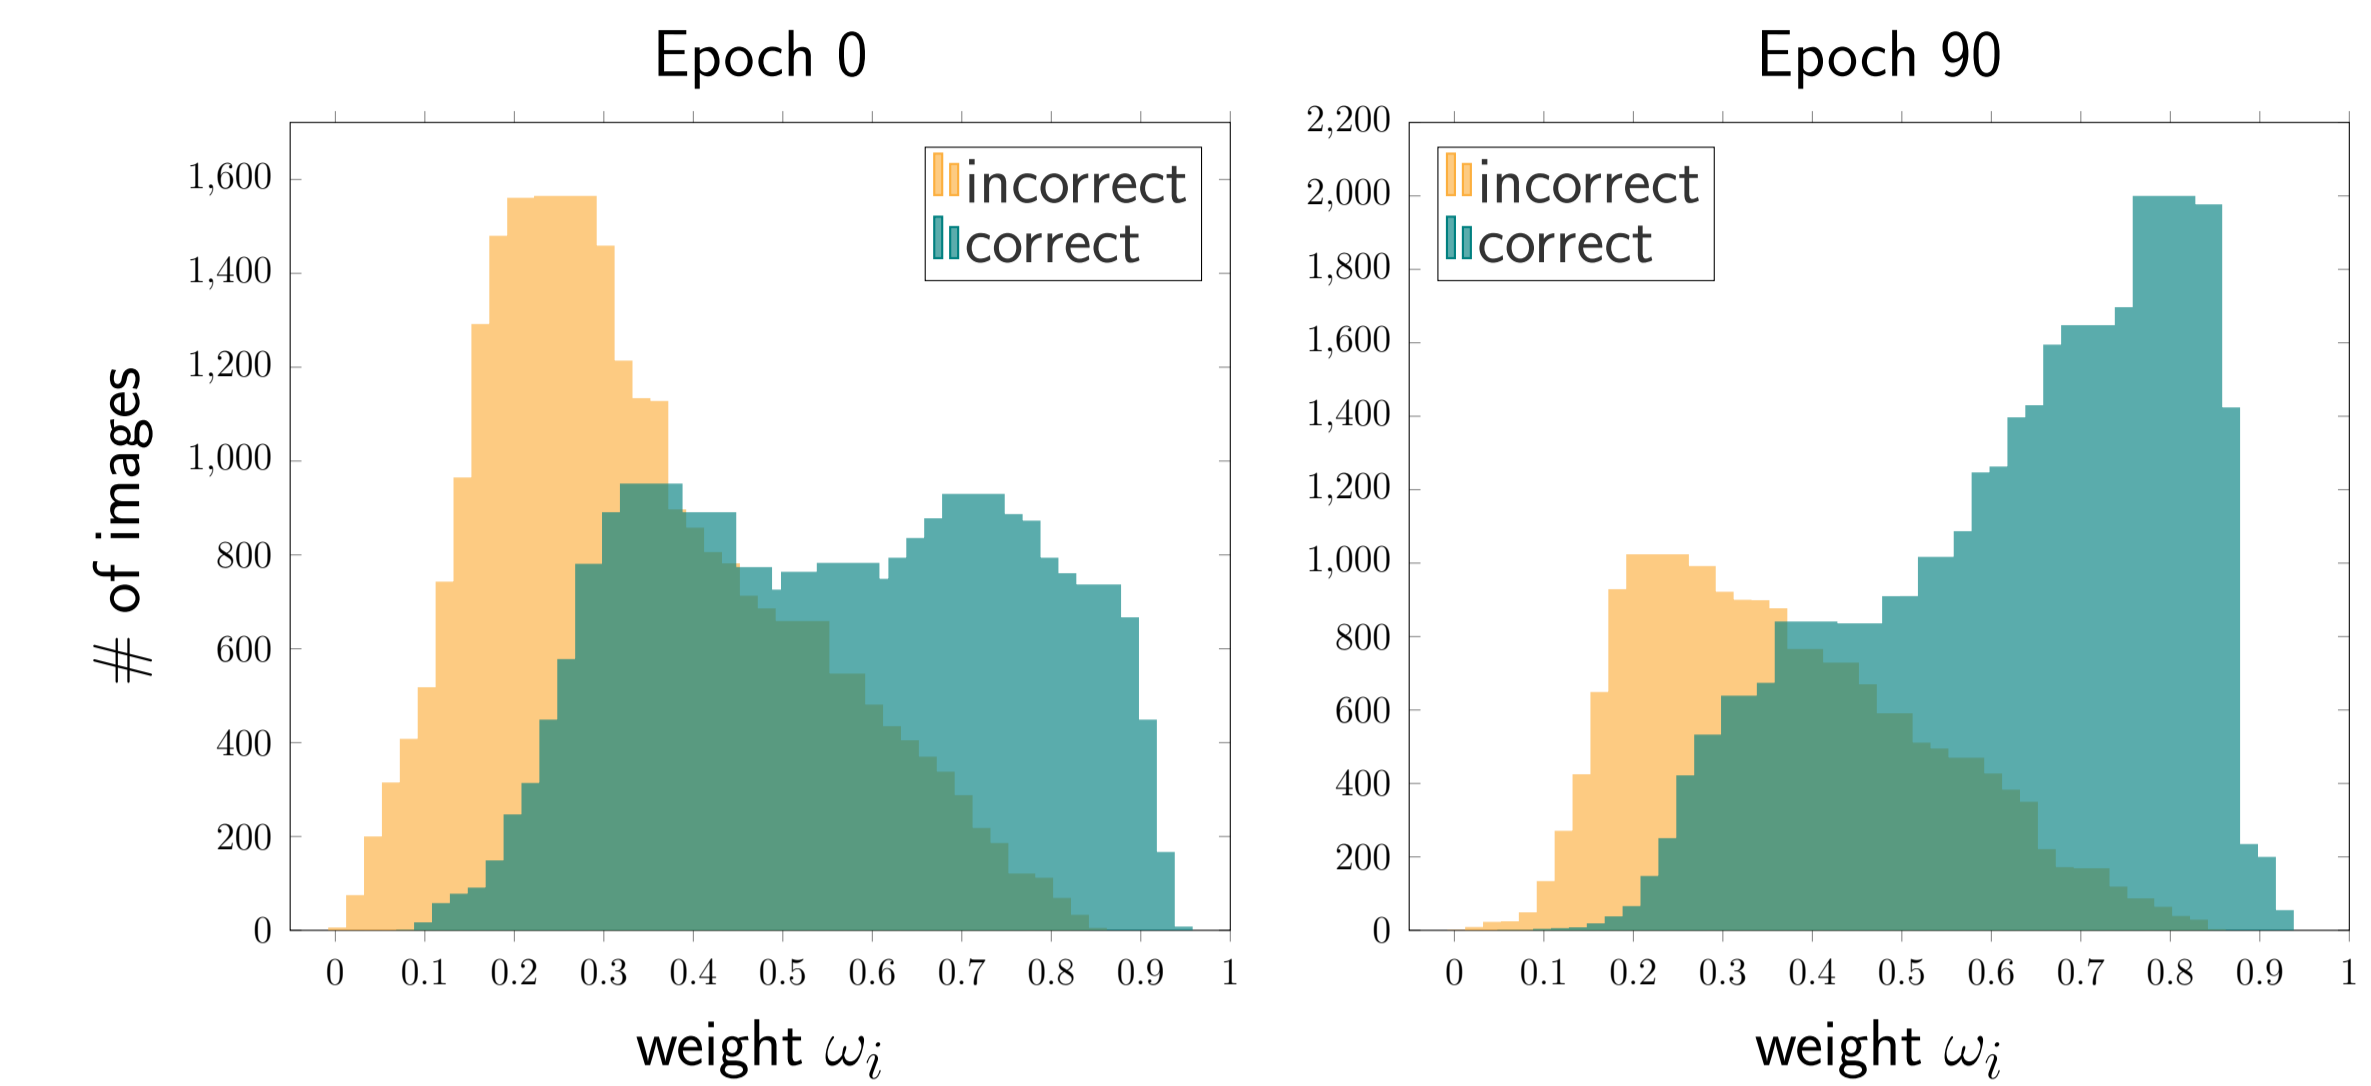 Epoch 0
incorrect
correct
# of images
1,600
1,400
1,200
1,000
800
600
400
200
0
0 0.1 0.2 0.3 0.4 0.5 0.6 0.7 0.8 0.9 1
weight ωi
Epoch 90
incorrect
correct
2,200
2,000
1,800
1,600
1,400
1,200
1,000
800
600
400
200
0
0 0.1 0.2 0.3 0.4 0.5 0.6 0.7 0.8 0.9 1
weight ωi